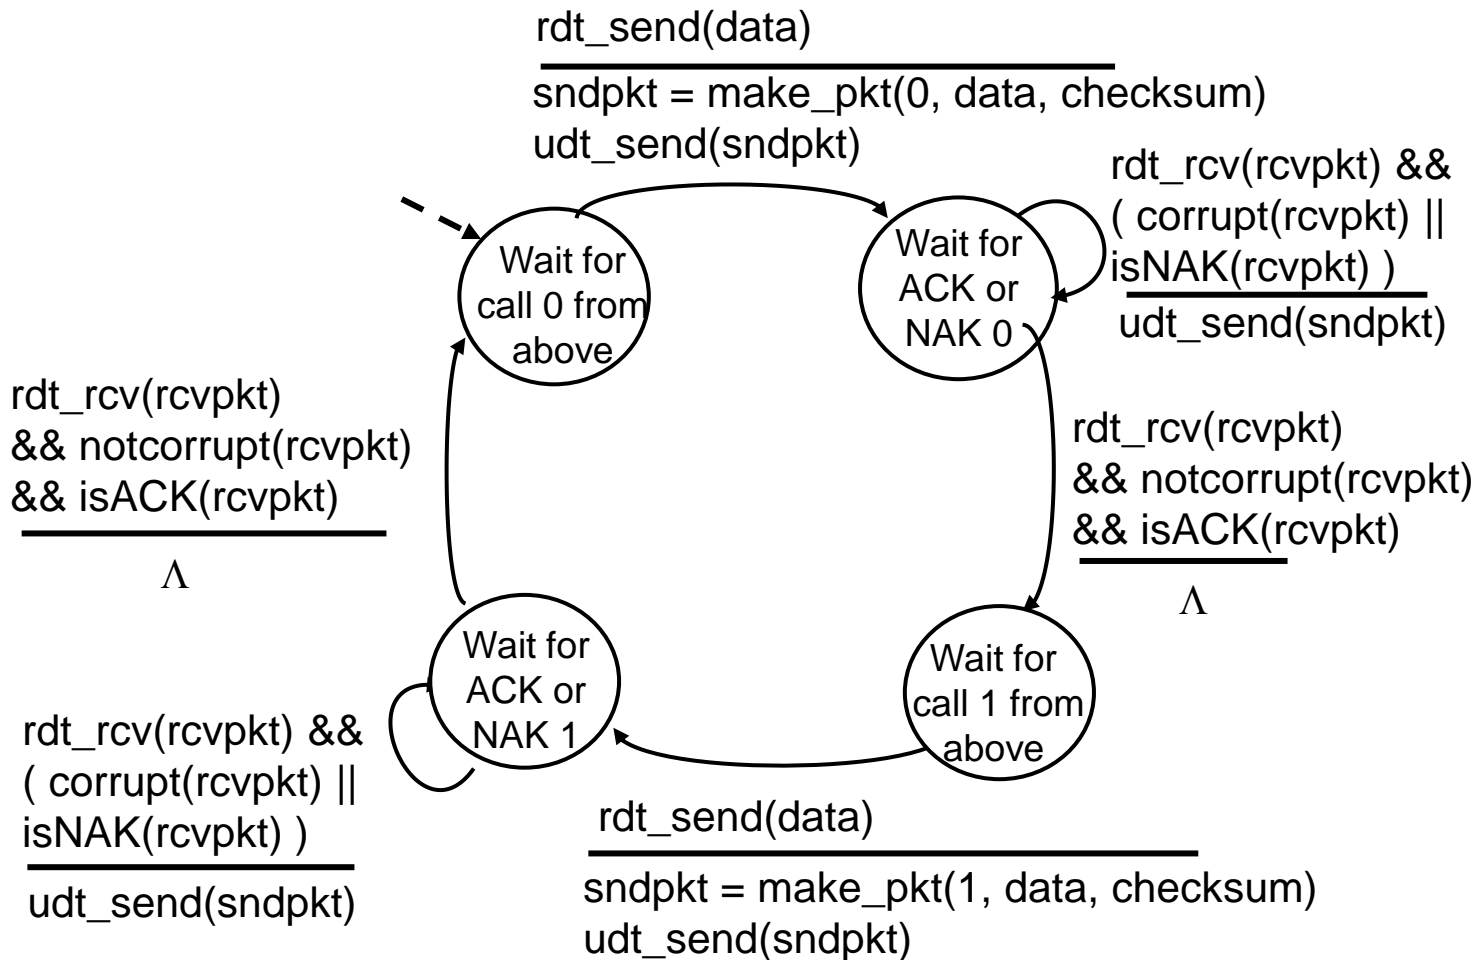 rdt_send(data)
sndpkt = make_pkt(0, data, checksum)
udt_send(sndpkt)
rdt_rcv(rcvpkt) &&
( corrupt(rcvpkt) ||
isNAK(rcvpkt) )
udt_send(sndpkt)
Wait for
call 0 from
above
Wait for
ACK or
NAK 0
rdt_rcv(rcvpkt)
&& notcorrupt(rcvpkt)
&& isACK(rcvpkt)
Λ
rdt_rcv(rcvpkt)
&& notcorrupt(rcvpkt)
&& isACK(rcvpkt)
Λ
Wait for
ACK or
NAK 1
Wait for
call 1 from
above
rdt_rcv(rcvpkt) &&
( corrupt(rcvpkt) ||
isNAK(rcvpkt) )
udt_send(sndpkt)
rdt_send(data)
sndpkt = make_pkt(1, data, checksum)
udt_send(sndpkt)